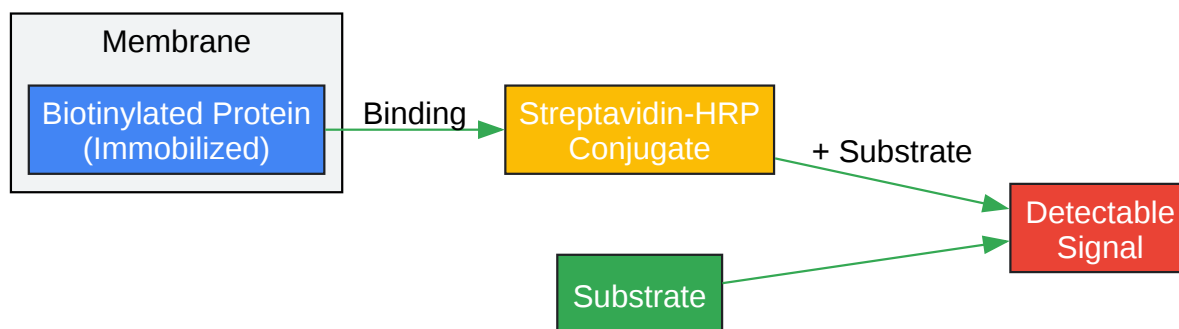 Membrane
Biotinylated Protein
(Immobilized)
Binding
Streptavidin-HRP
Conjugate
+ Substrate
Detectable
Signal
Substrate